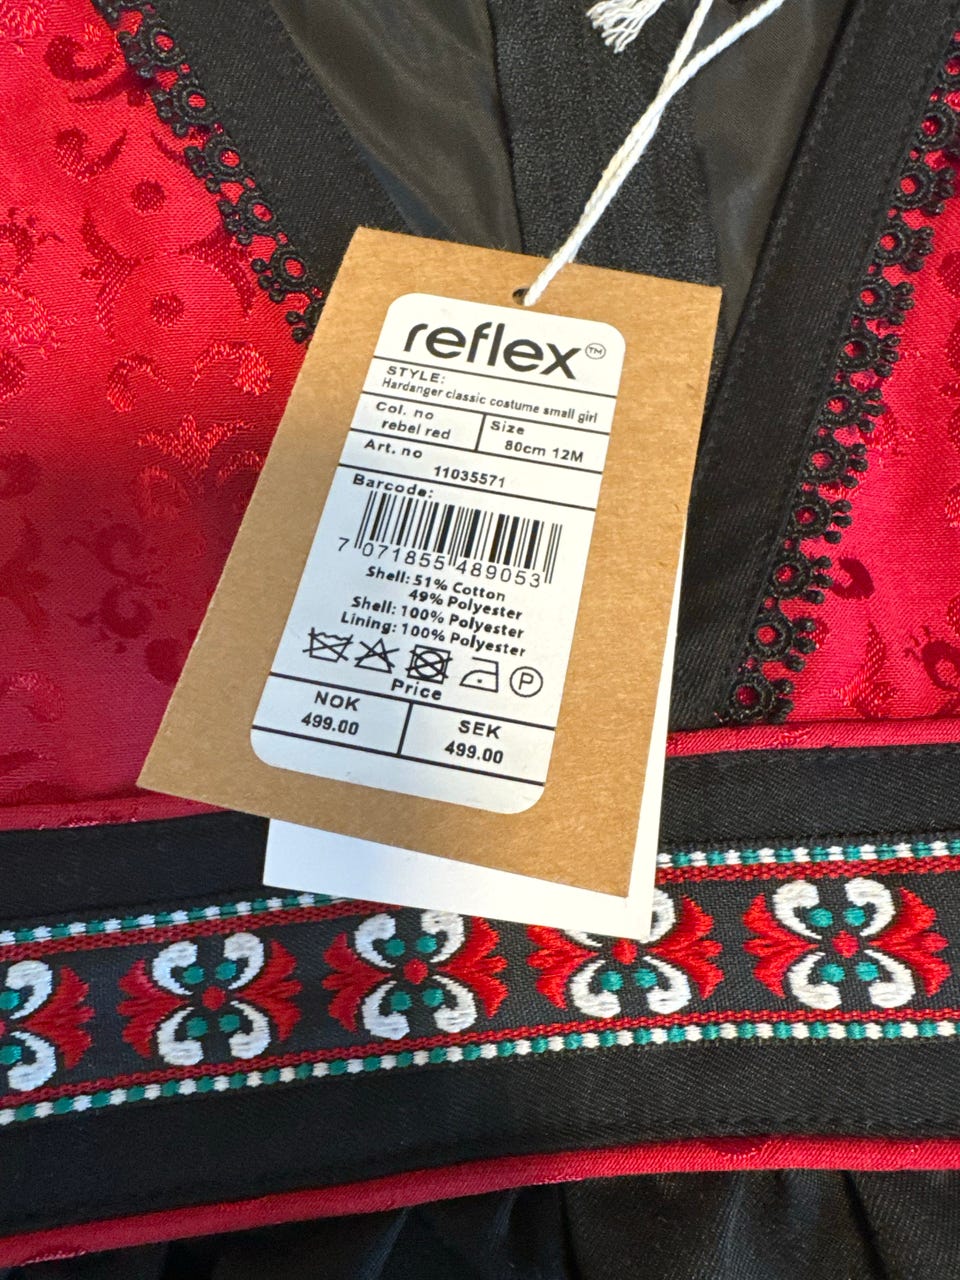 reflex™
STYLE:
Hardanger classic costume small girl
Col. no
rebel red
Size
80cm 12M
Art. no
11035571
Barcode:
7 071855 489053
Shell: 51% Cotton
49% Polyester
Shell: 100% Polyester
Lining: 100% Polyester
P
Price
NOK
499.00
SEK
499.00